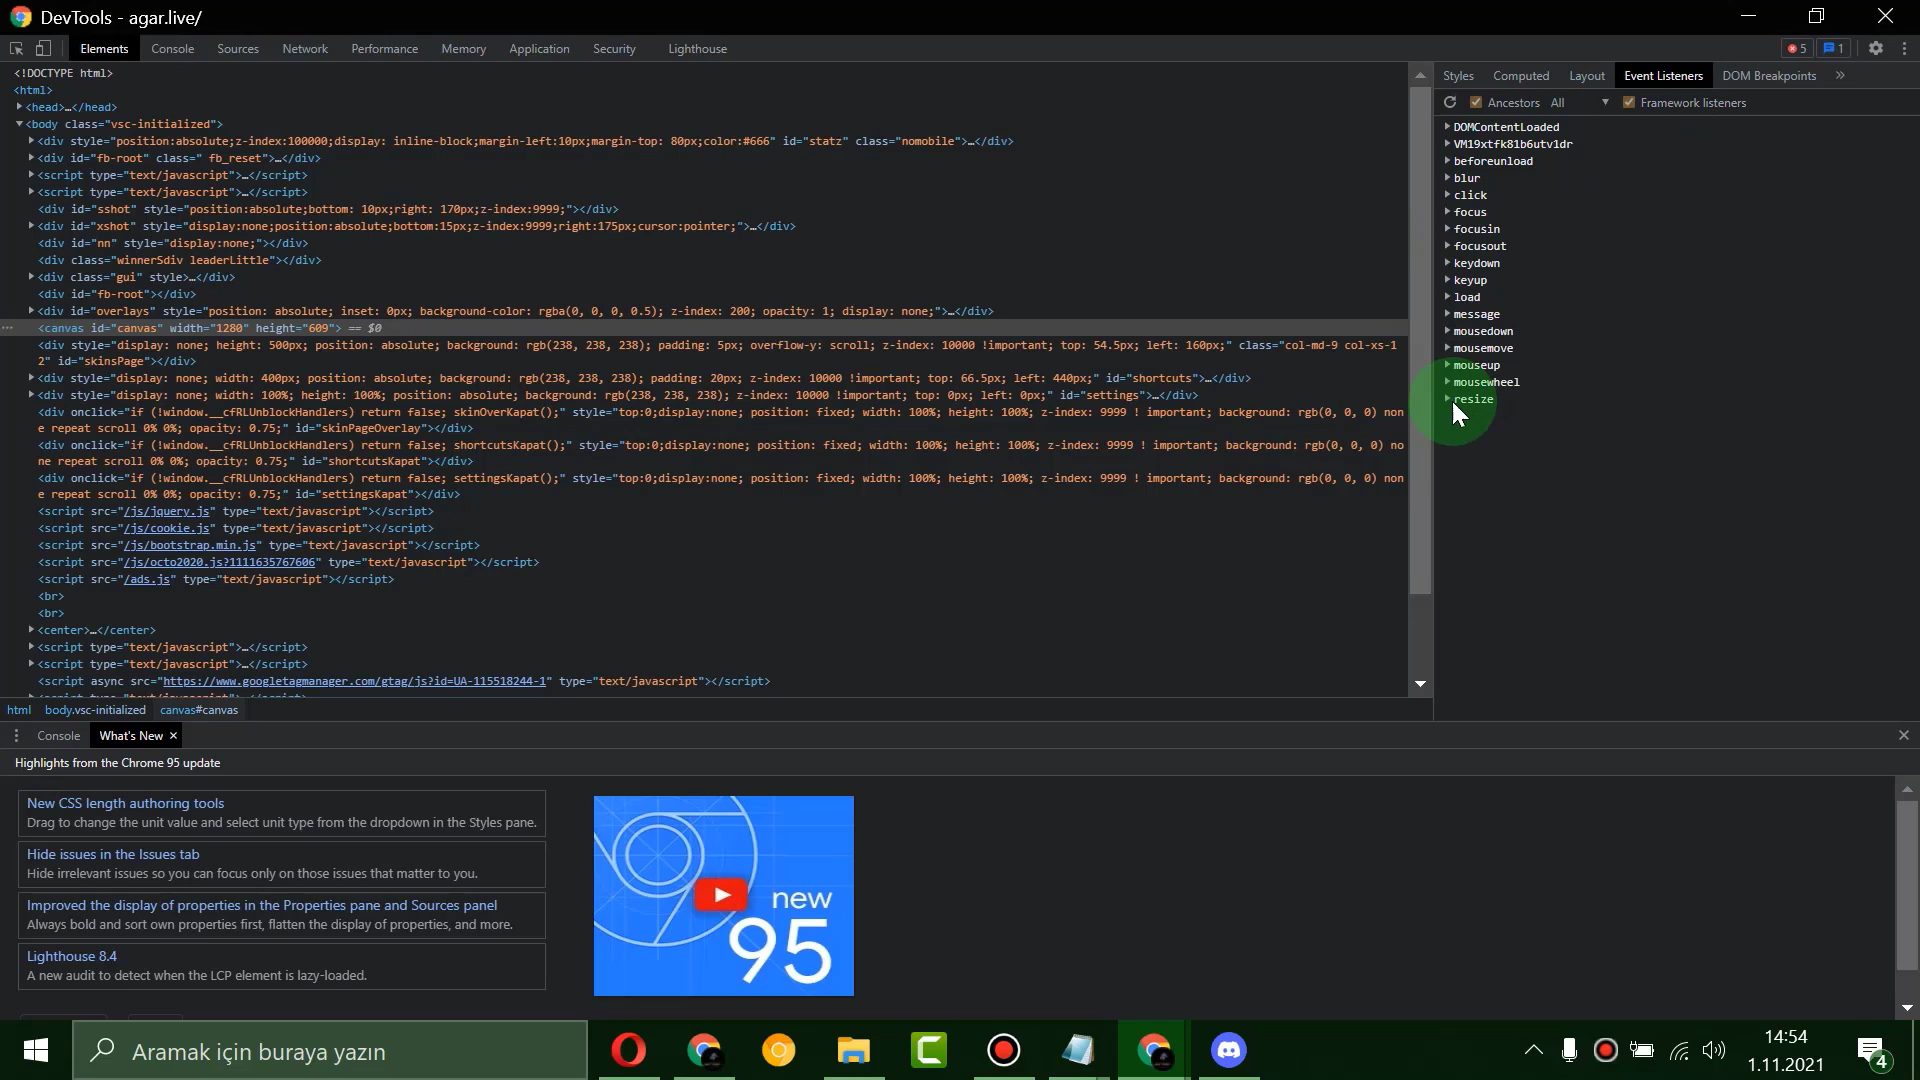 DevTools - agar.live/
Elements Console Sources Network Performance Memory Application Security Lighthouse 5 1
<!DOCTYPE html>
<html>
<head>…</head>
<body class="vsc-initialized">
<div style="position:absolute;z-index:100000;display: inline-block;margin-left:10px;margin-top: 80px;color:#666" id="statz" class="nomobile">…</div>
<div id="fb-root" class=" fb_reset">…</div>
<script type="text/javascript">…</script>
<script type="text/javascript">…</script>
<div id="sshot" style="position:absolute;bottom: 10px;right: 170px;z-index:9999;"></div>
<div id="xshot" style="display:none;position:absolute;bottom:15px;z-index:9999;right:175px;cursor:pointer;">…</div>
<div id="nn" style="display:none;"></div>
<div class="winnerSdiv leaderLittle"></div>
<div class="gui" style>…</div>
<div id="fb-root"></div>
<div id="overlays" style="position: absolute; inset: 0px; background-color: rgba(0, 0, 0, 0.5); z-index: 200; opacity: 1; display: none;">…</div>
… <canvas id="canvas" width="1280" height="609"> == $0
<div style="display: none; height: 500px; position: absolute; background: rgb(238, 238, 238); padding: 5px; overflow-y: scroll; z-index: 10000 !important; top: 54.5px; left: 160px;" class="col-md-9 col-xs-1
2" id="skinsPage"></div>
<div style="display: none; width: 400px; position: absolute; background: rgb(238, 238, 238); padding: 20px; z-index: 10000 !important; top: 66.5px; left: 440px;" id="shortcuts">…</div>
<div style="display: none; width: 100%; height: 100%; position: absolute; background: rgb(238, 238, 238); z-index: 10000 !important; top: 0px; left: 0px;" id="settings">…</div>
<div onclick="if (!window.__cfRLUnblockHandlers) return false; skinOverKapat();" style="top:0;display:none; position: fixed; width: 100%; height: 100%; z-index: 9999 ! important; background: rgb(0, 0, 0) non
e repeat scroll 0% 0%; opacity: 0.75;" id="skinPageOverlay"></div>
<div onclick="if (!window.__cfRLUnblockHandlers) return false; shortcutsKapat();" style="top:0;display:none; position: fixed; width: 100%; height: 100%; z-index: 9999 ! important; background: rgb(0, 0, 0) no
ne repeat scroll 0% 0%; opacity: 0.75;" id="shortcutsKapat"></div>
<div onclick="if (!window.__cfRLUnblockHandlers) return false; settingsKapat();" style="top:0;display:none; position: fixed; width: 100%; height: 100%; z-index: 9999 ! important; background: rgb(0, 0, 0) non
e repeat scroll 0% 0%; opacity: 0.75;" id="settingsKapat"></div>
<script src="/js/jquery.js" type="text/javascript"></script>
<script src="/js/cookie.js" type="text/javascript"></script>
<script src="/js/bootstrap.min.js" type="text/javascript"></script>
<script src="/js/octo2020.js?1111635767606" type="text/javascript"></script>
<script src="/ads.js" type="text/javascript"></script>
<br>
<br>
<center>…</center>
<script type="text/javascript">…</script>
<script type="text/javascript">…</script>
<script async src="https://www.googletagmanager.com/gtag/js?id=UA-115518244-1" type="text/javascript"></script>
html body.vsc-initialized canvas#canvas
Styles Computed Layout Event Listeners DOM Breakpoints »
Ancestors All Framework listeners
DOMContentLoaded
VM19xtfk81b6utv1dr
beforeunload
blur
click
focus
focusin
focusout
keydown
keyup
load
message
mousedown
mousemove
mouseup
mousewheel
resize
Console What's New ×
Highlights from the Chrome 95 update
New CSS length authoring tools
Drag to change the unit value and select unit type from the dropdown in the Styles pane.
Hide issues in the Issues tab
Hide irrelevant issues so you can focus only on those issues that matter to you.
Improved the display of properties in the Properties pane and Sources panel
Always bold and sort own properties first, flatten the display of properties, and more.
Lighthouse 8.4
A new audit to detect when the LCP element is lazy-loaded.
new
95
Aramak için buraya yazın
14:54
1.11.2021
4